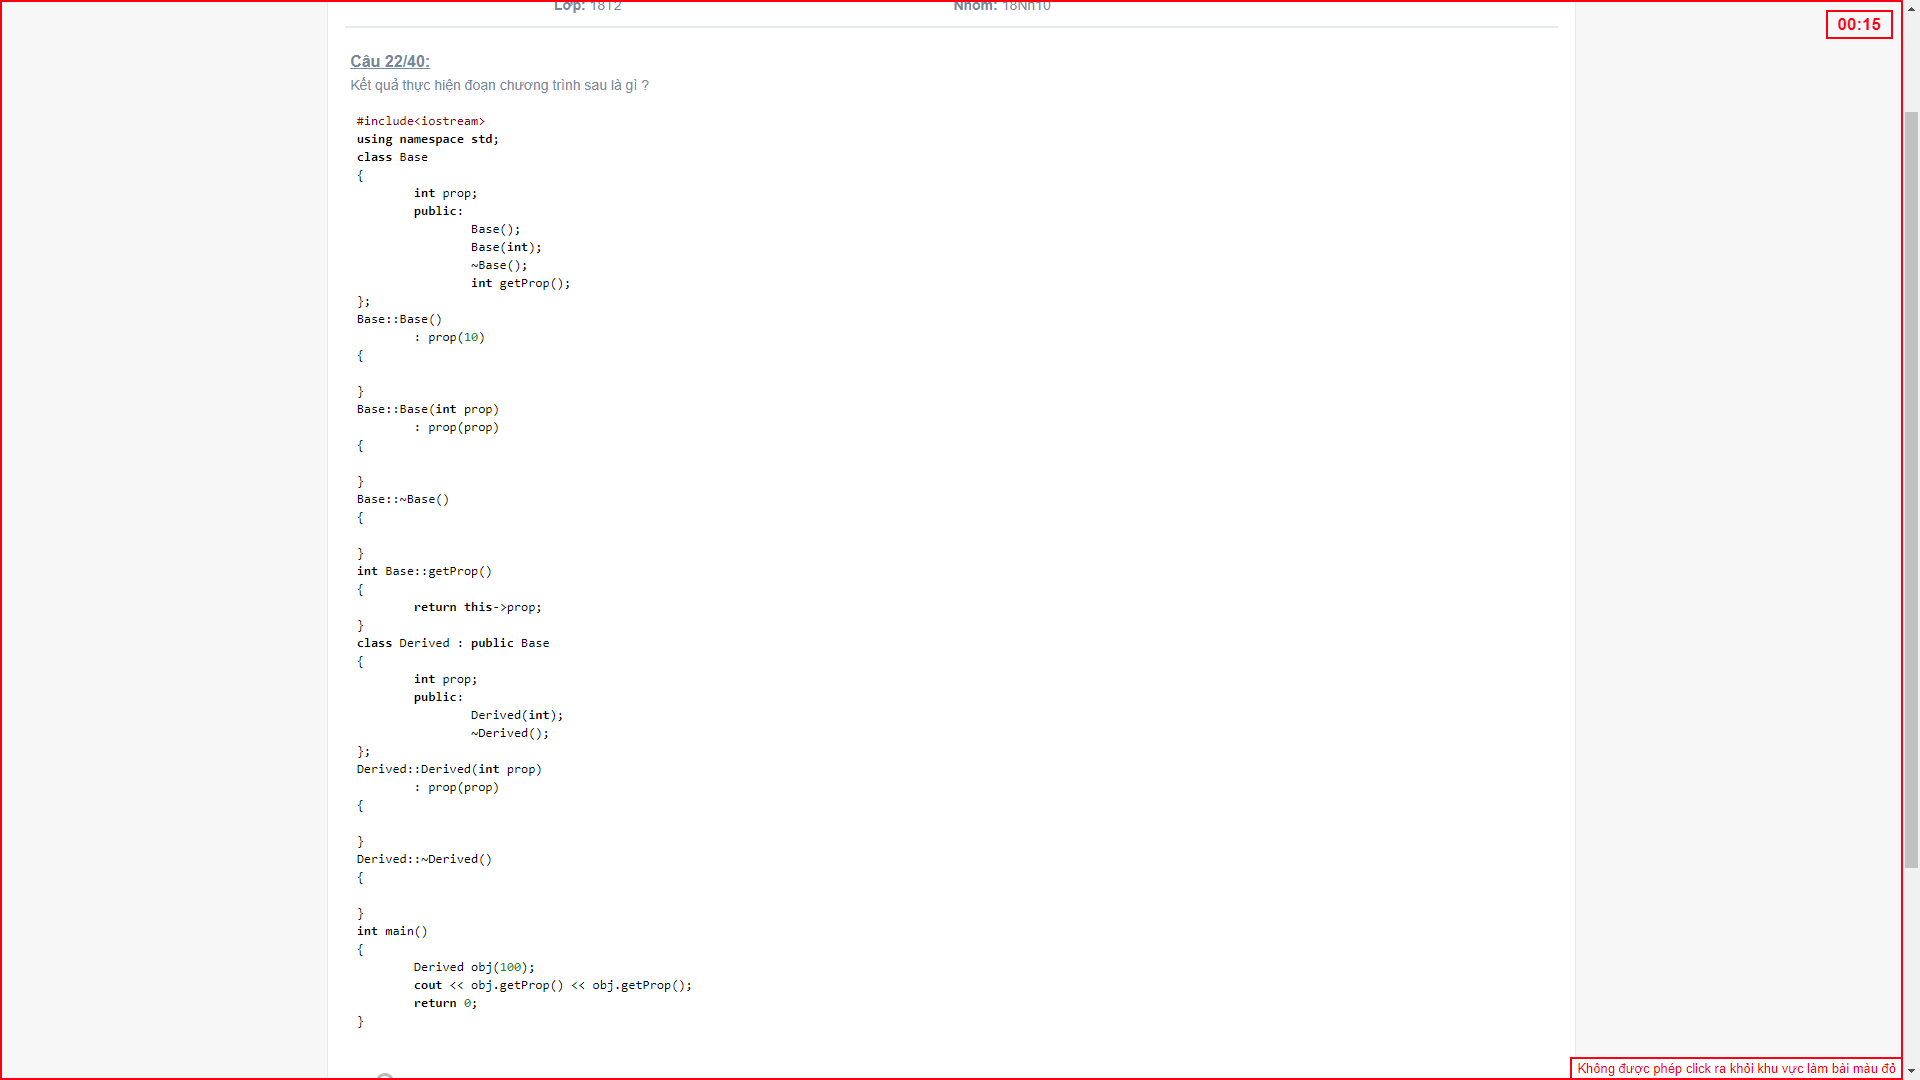 Lớp: 18T2
Nhóm: 18Nh10
00:15
Câu 22/40:
Kết quả thực hiện đoạn chương trình sau là gì ?
#include<iostream>
using namespace std;
class Base
{
int prop;
public:
Base();
Base(int);
~Base();
int getProp();
};
Base::Base()
: prop(10)
{
}
Base::Base(int prop)
: prop(prop)
{
}
Base::~Base()
{
}
int Base::getProp()
{
return this->prop;
}
class Derived : public Base
{
int prop;
public:
Derived(int);
~Derived();
};
Derived::Derived(int prop)
: prop(prop)
{
}
Derived::~Derived()
{
}
int main()
{
Derived obj(100);
cout << obj.getProp() << obj.getProp();
return 0;
}
Không được phép click ra khỏi khu vực làm bài màu đỏ